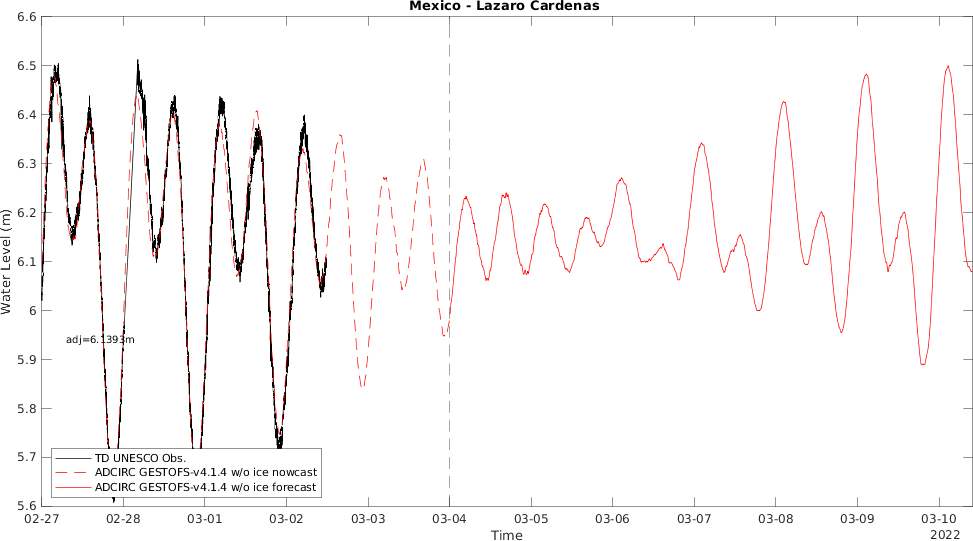 Mexico - Lazaro Cardenas
Water Level (m)
6.6
6.5
6.4
6.3
6.2
6.1
6
5.9
5.8
5.7
5.6
adj=6.1393m
TD UNESCO Obs.
ADCIRC GESTOFS-v4.1.4 w/o ice nowcast
ADCIRC GESTOFS-v4.1.4 w/o ice forecast
02-27 02-28 03-01 03-02 03-03 03-04 03-05 03-06 03-07 03-08 03-09 03-10
2022
Time